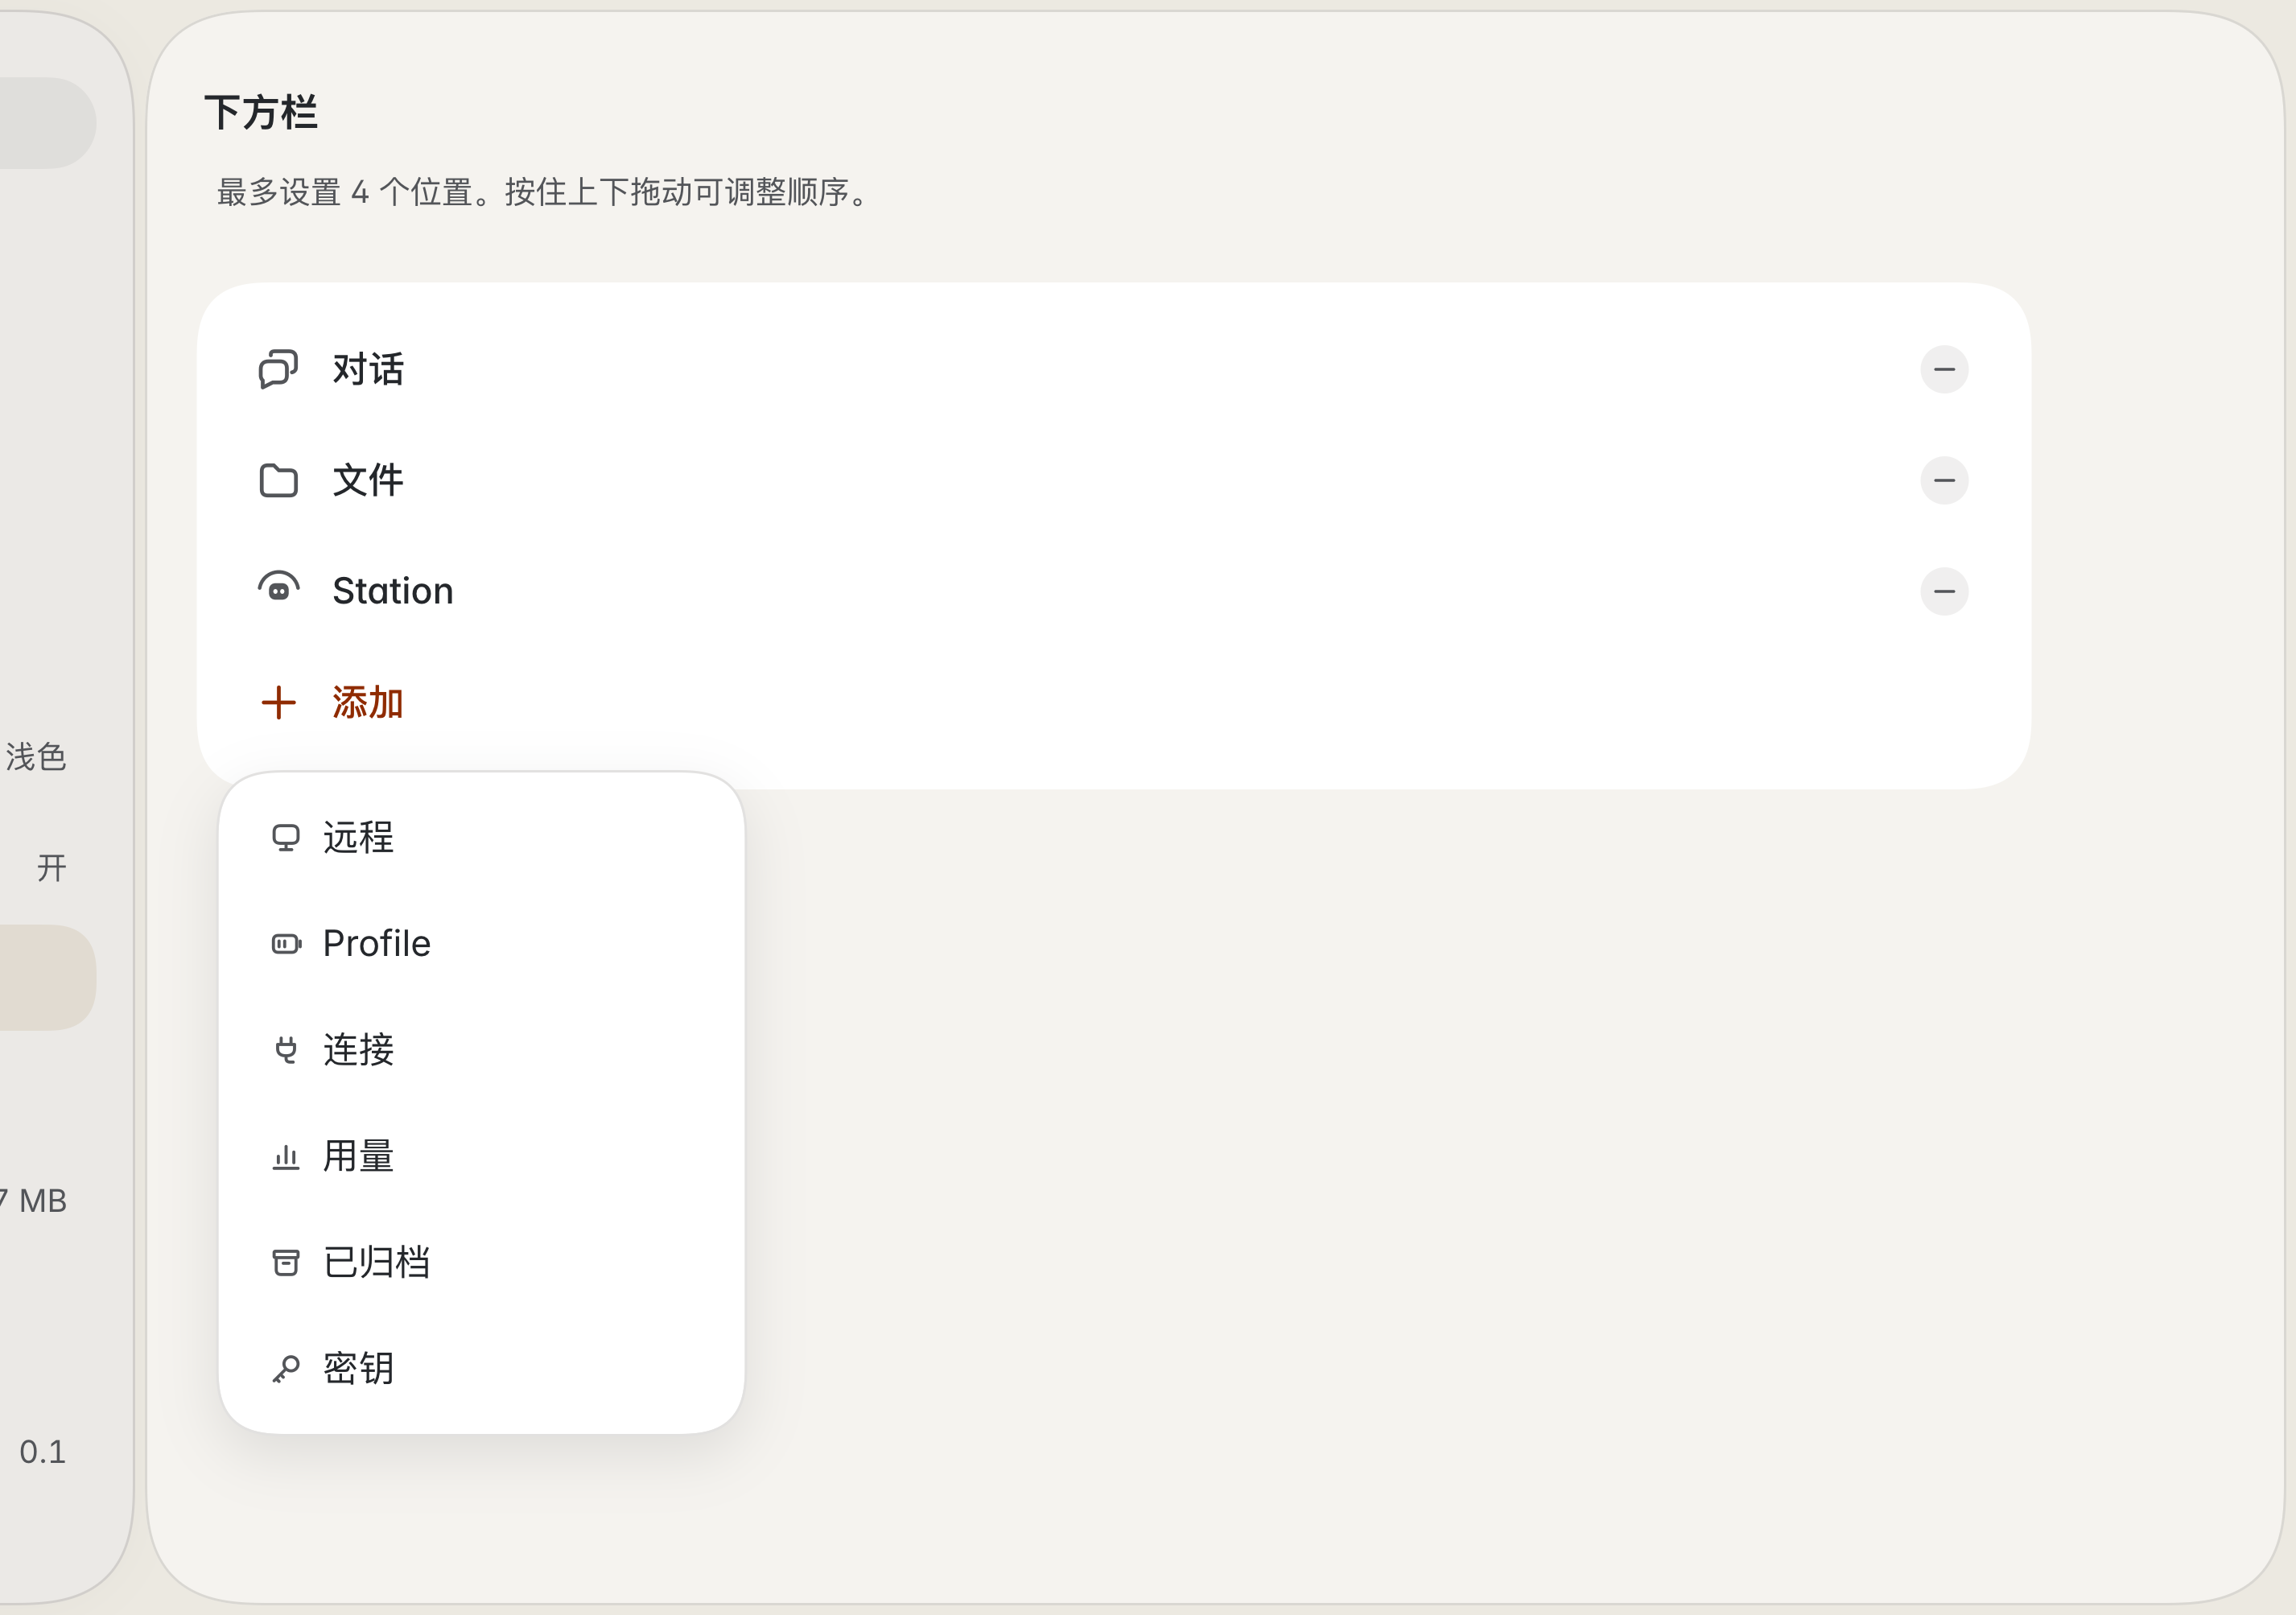 下方栏
最多设置 4 个位置。按住上下拖动可调整顺序。
对话
文件
Station
添加
远程
Profile
连接
用量
已归档
密钥
浅色
开
MB
0.1